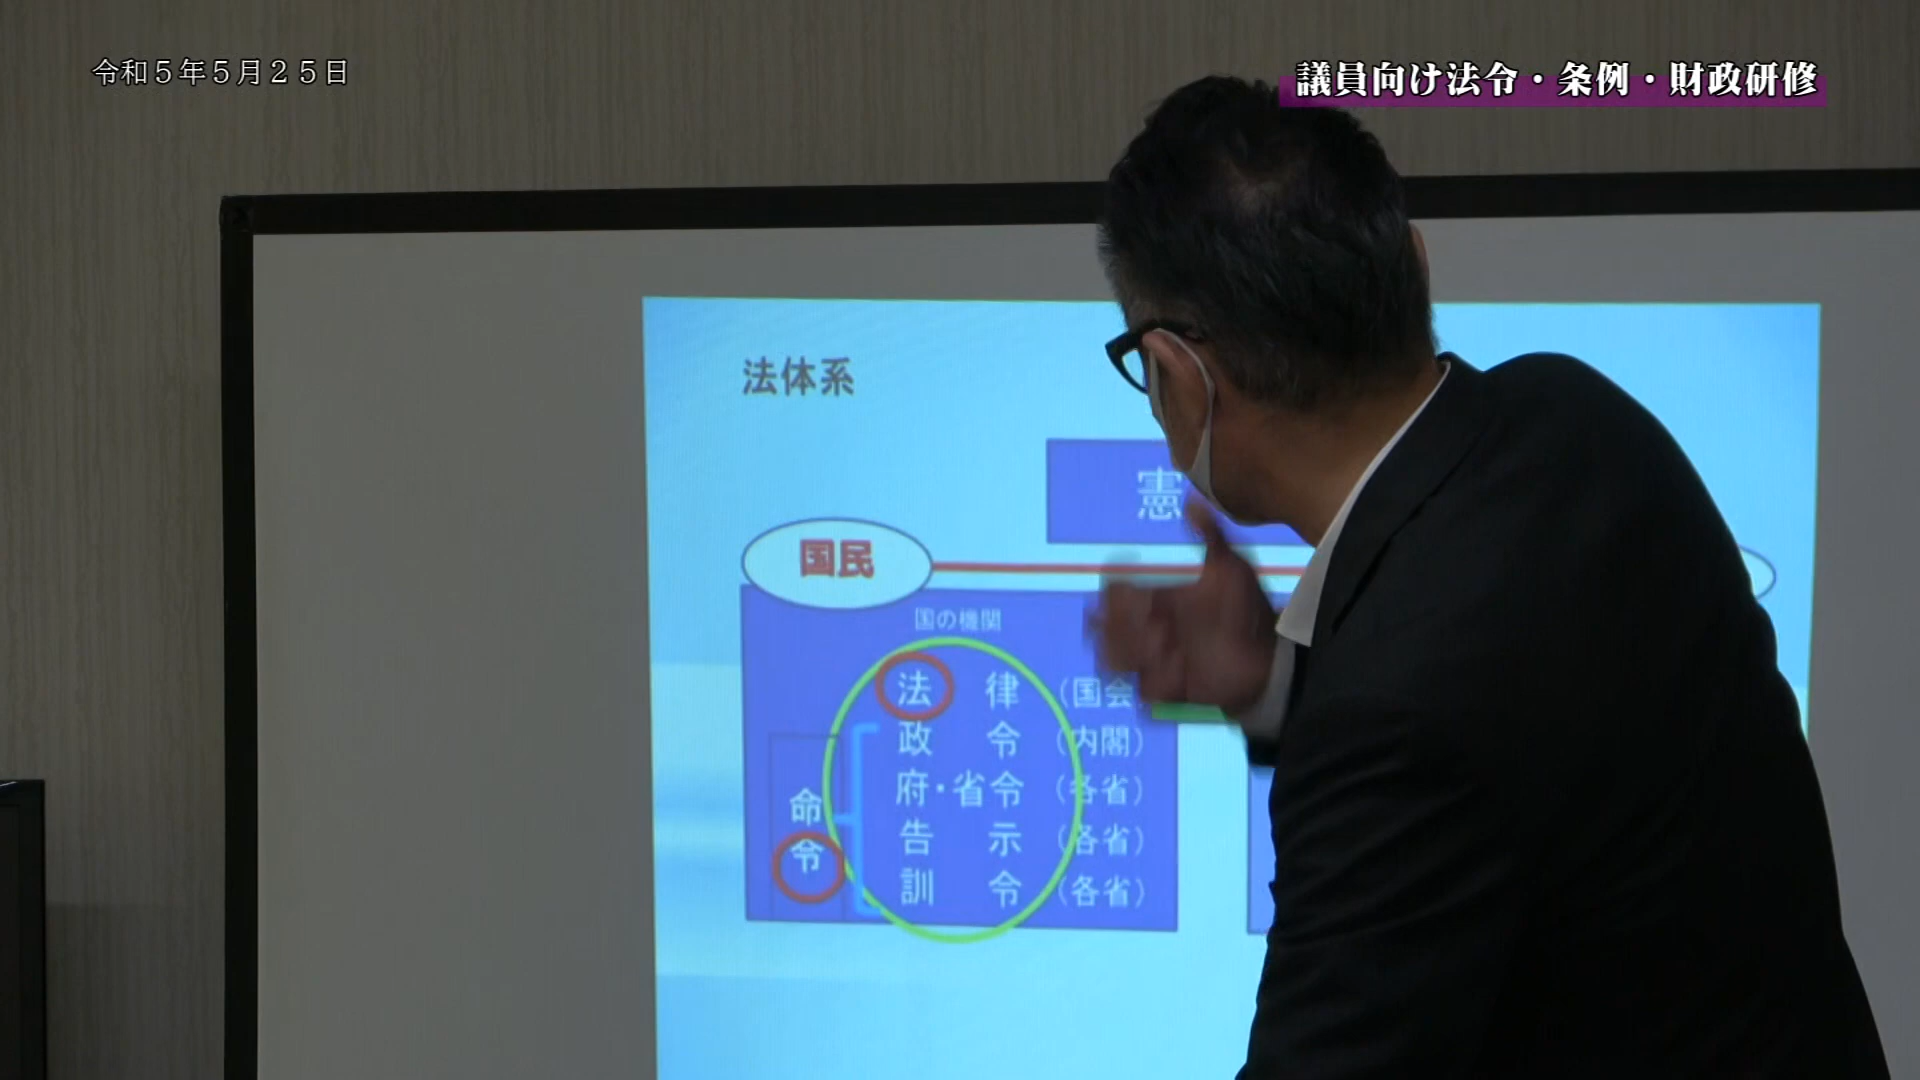 令和５年５月２５日
議員向け法令・条例・財政研修
法体系
憲
国民
国の機関
法　律（国会
政　令（内閣）
府・省令（各省）
告　示（各省）
訓　令（各省）
命令